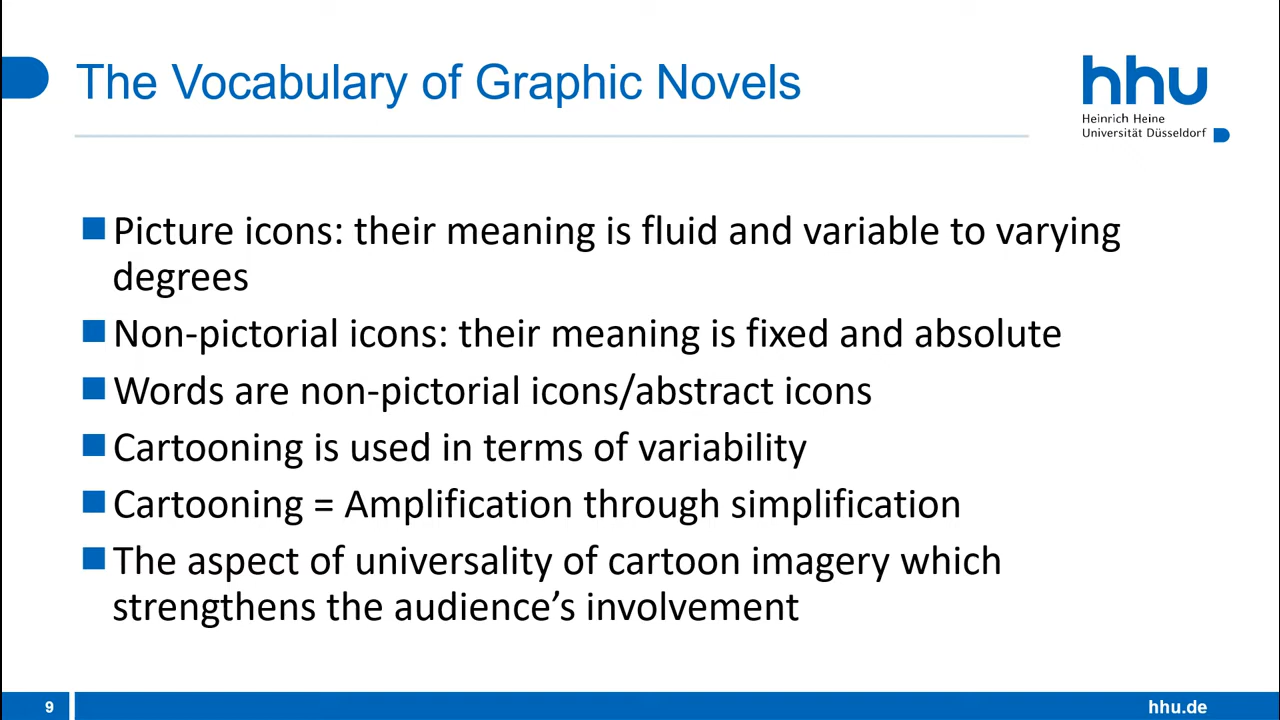 The Vocabulary of Graphic Novels
hhu
Heinrich Heine
Universität Düsseldorf
Picture icons: their meaning is fluid and variable to varying
degrees
Non-pictorial icons: their meaning is fixed and absolute
Words are non-pictorial icons/abstract icons
Cartooning is used in terms of variability
Cartooning = Amplification through simplification
The aspect of universality of cartoon imagery which
strengthens the audience’s involvement
9
hhu.de